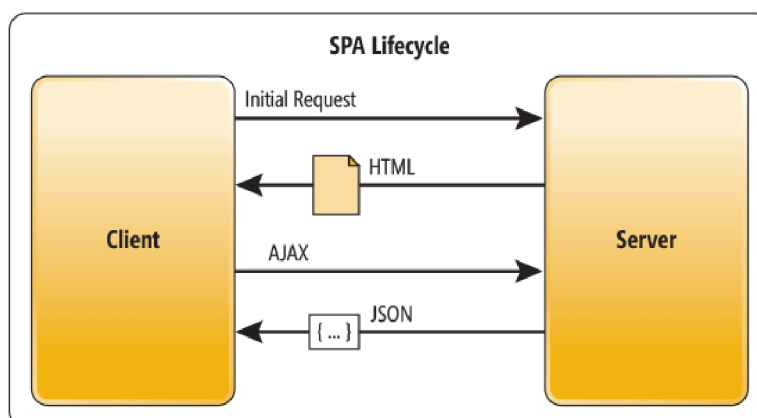 SPA Lifecycle
Initial Request
HTML
Client
Server
AJAX
JSON
{ ... }